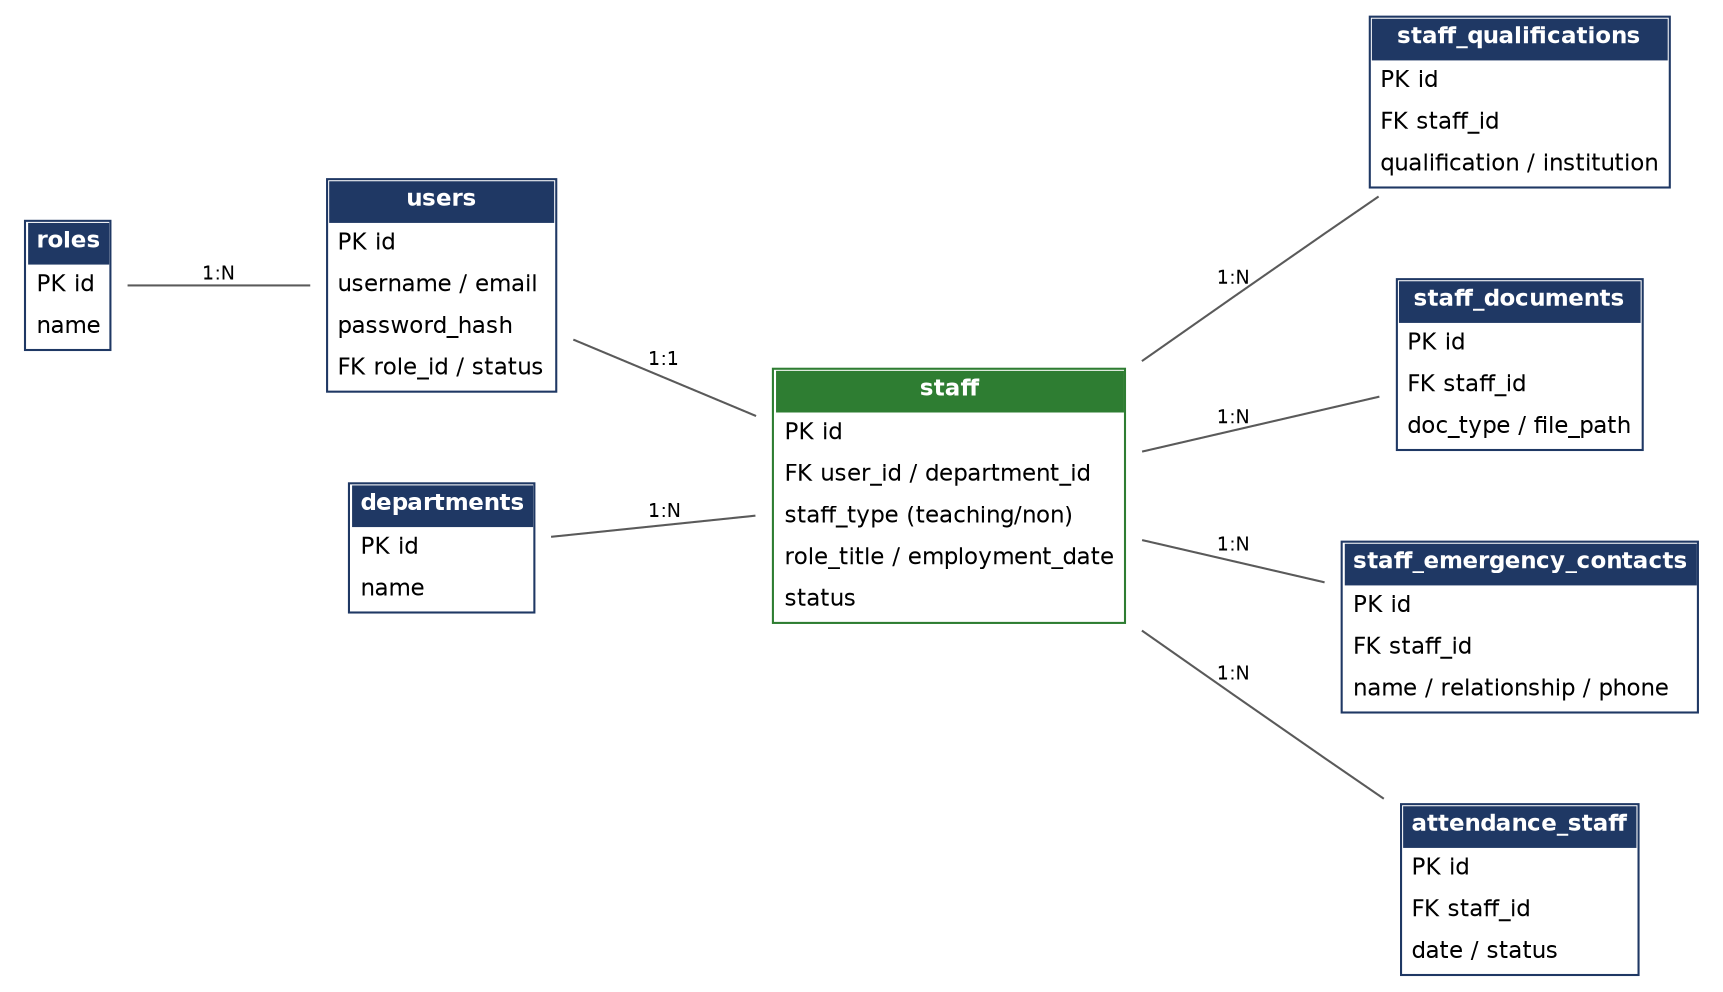 roles
PK id
name
1:N
users
PK id
username / email
password_hash
FK role_id / status
1:1
departments
PK id
name
1:N
staff
PK id
FK user_id / department_id
staff_type (teaching/non)
role_title / employment_date
status
1:N
staff_qualifications
PK id
FK staff_id
qualification / institution
1:N
staff_documents
PK id
FK staff_id
doc_type / file_path
1:N
staff_emergency_contacts
PK id
FK staff_id
name / relationship / phone
1:N
attendance_staff
PK id
FK staff_id
date / status